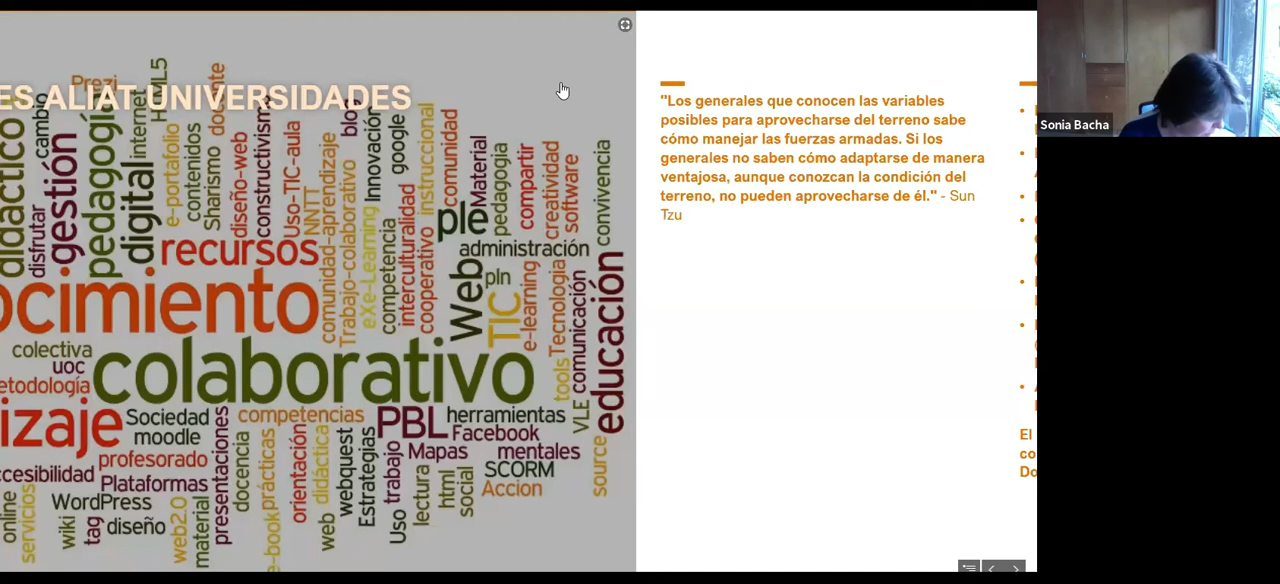 ES ALIAT UNIVERSIDADES
Prezi
HTML5
docente
cambio
internet
blog
didáctico
disfrutar
gestión
pedagogía
digital
e-portafolio
contenidos
Sharismo
diseño-web
constructivismo
Uso-TIC-aula
NNTT
comunidad-aprendizaje
Trabajo-colaborativo
Innovación
google
instruccional
comunidad
Material
pedagogia
compartir
creatividad
software
convivencia
recursos
eXe-Learning
competencia
interculturalidad
cooperativo
ple
administración
Web
pln
TIC
e-learning
Tecnología
comunicación
educación
ocimiento
colectiva
uoc
etodología
colaborativo
tools
VLE
izaje
Sociedad
moodle
competencias
PBL
herramientas
Facebook
profesorado
Mapas
mentales
ccesibilidad
Plataformas
SCORM
Accion
source
online
servicios
WordPress
wiki
tag
diseño
web2.0
material
presentaciones
docencia
e-book
prácticas
orientación
didáctica
web
webquest
Estrategias
Uso
trabajo
lectura
html
social
"Los generales que conocen las variables
posibles para aprovecharse del terreno sabe
cómo manejar las fuerzas armadas. Si los
generales no saben cómo adaptarse de manera
ventajosa, aunque conozcan la condición del
terreno, no pueden aprovecharse de él." - Sun
Tzu
El
co
Do
Sonia Bacha